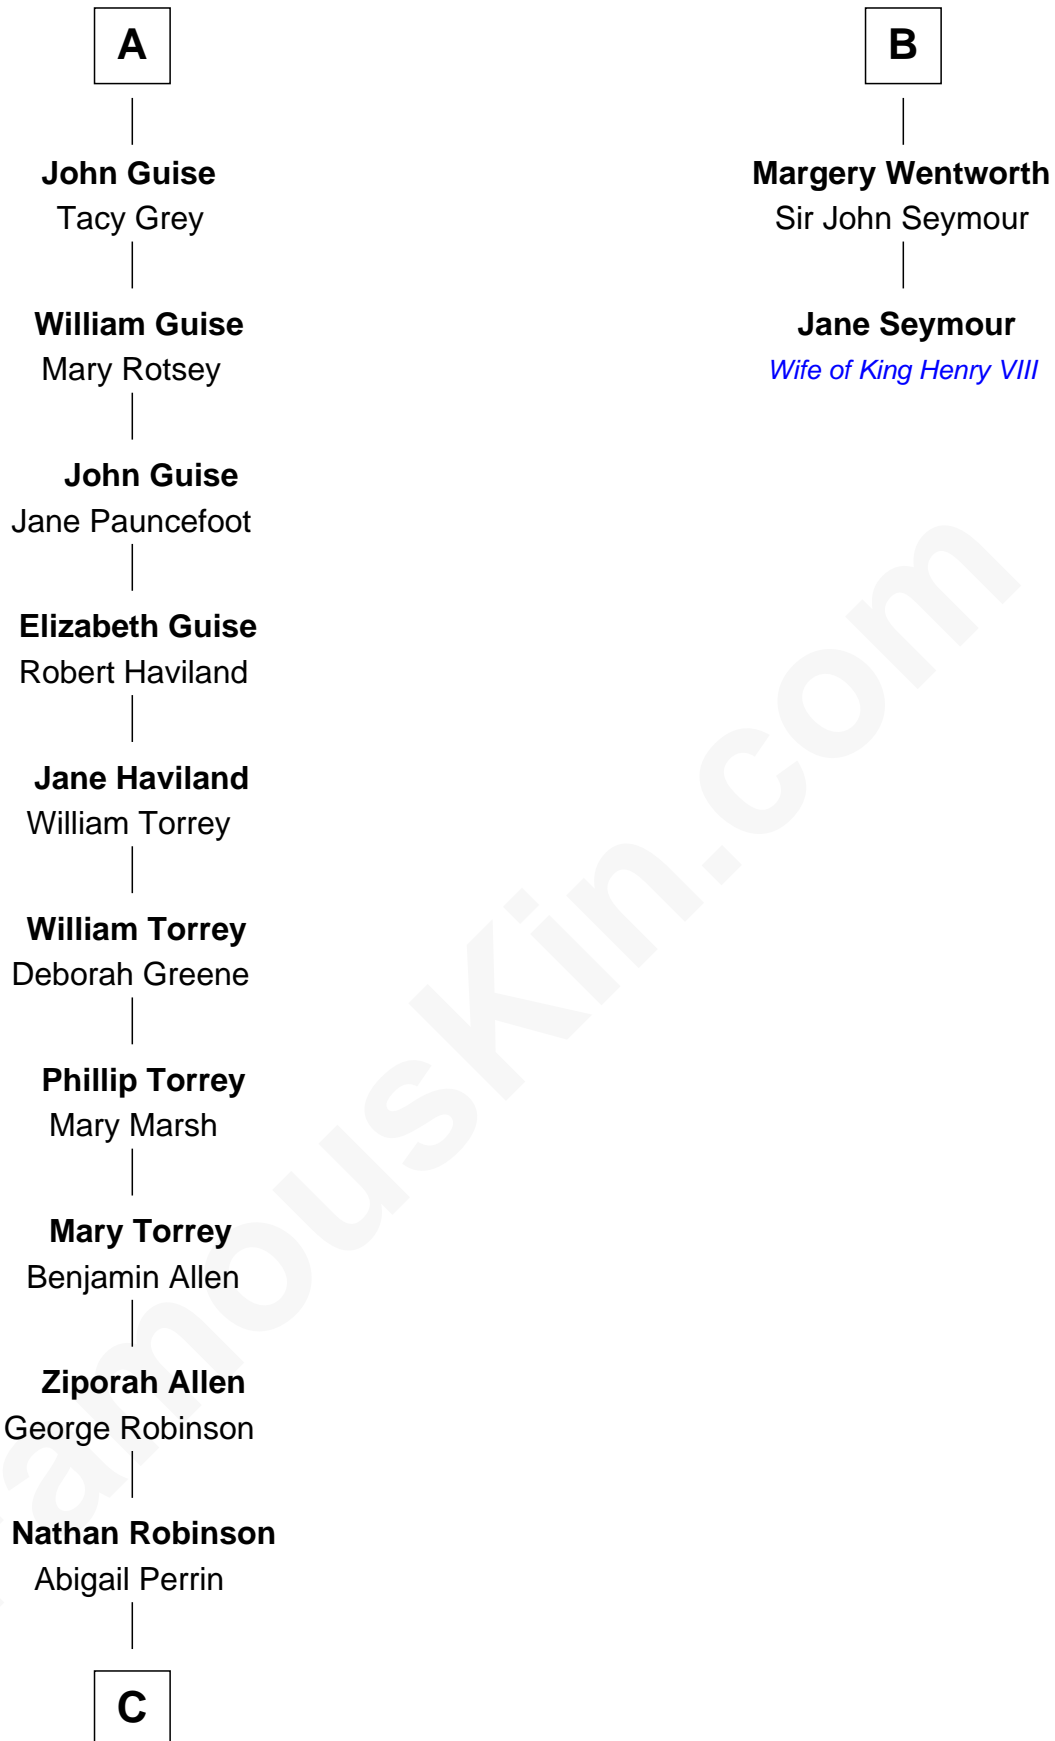 A
John Guise
Tacy Grey
William Guise
Mary Rotsey
John Guise
Jane Pauncefoot
Elizabeth Guise
Robert Haviland
Jane Haviland
William Torrey
William Torrey
Deborah Greene
Phillip Torrey
Mary Marsh
Mary Torrey
Benjamin Allen
Ziporah Allen
George Robinson
Nathan Robinson
Abigail Perrin
C
B
Margery Wentworth
Sir John Seymour
Jane Seymour
Wife of King Henry VIII
FamousKin.com